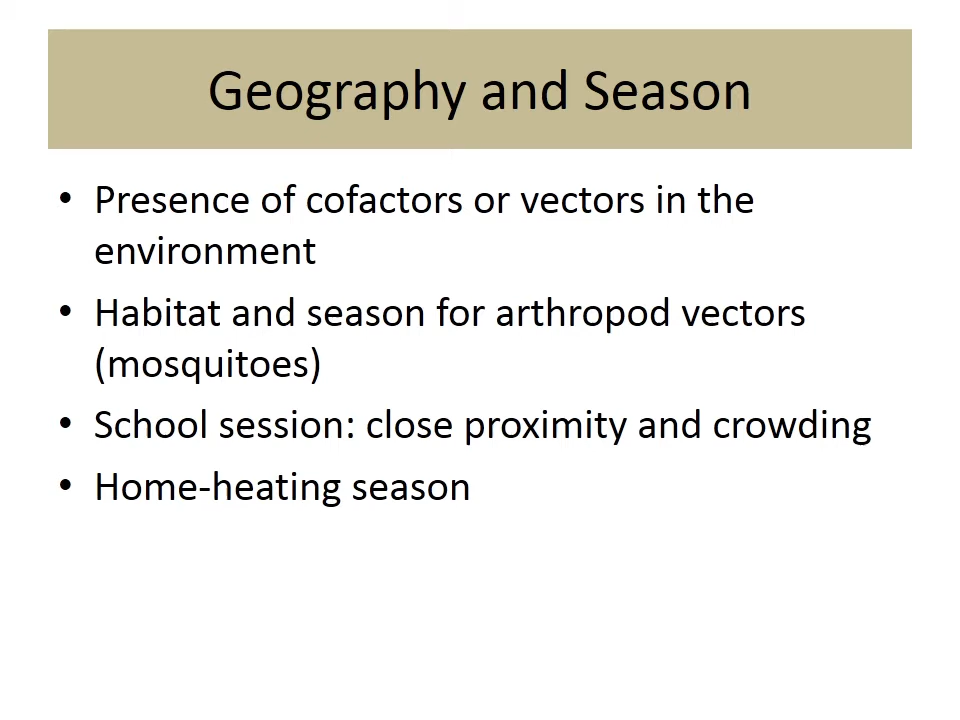 Geography and Season
• Presence of cofactors or vectors in the
environment
• Habitat and season for arthropod vectors
(mosquitoes)
• School session: close proximity and crowding
• Home-heating season